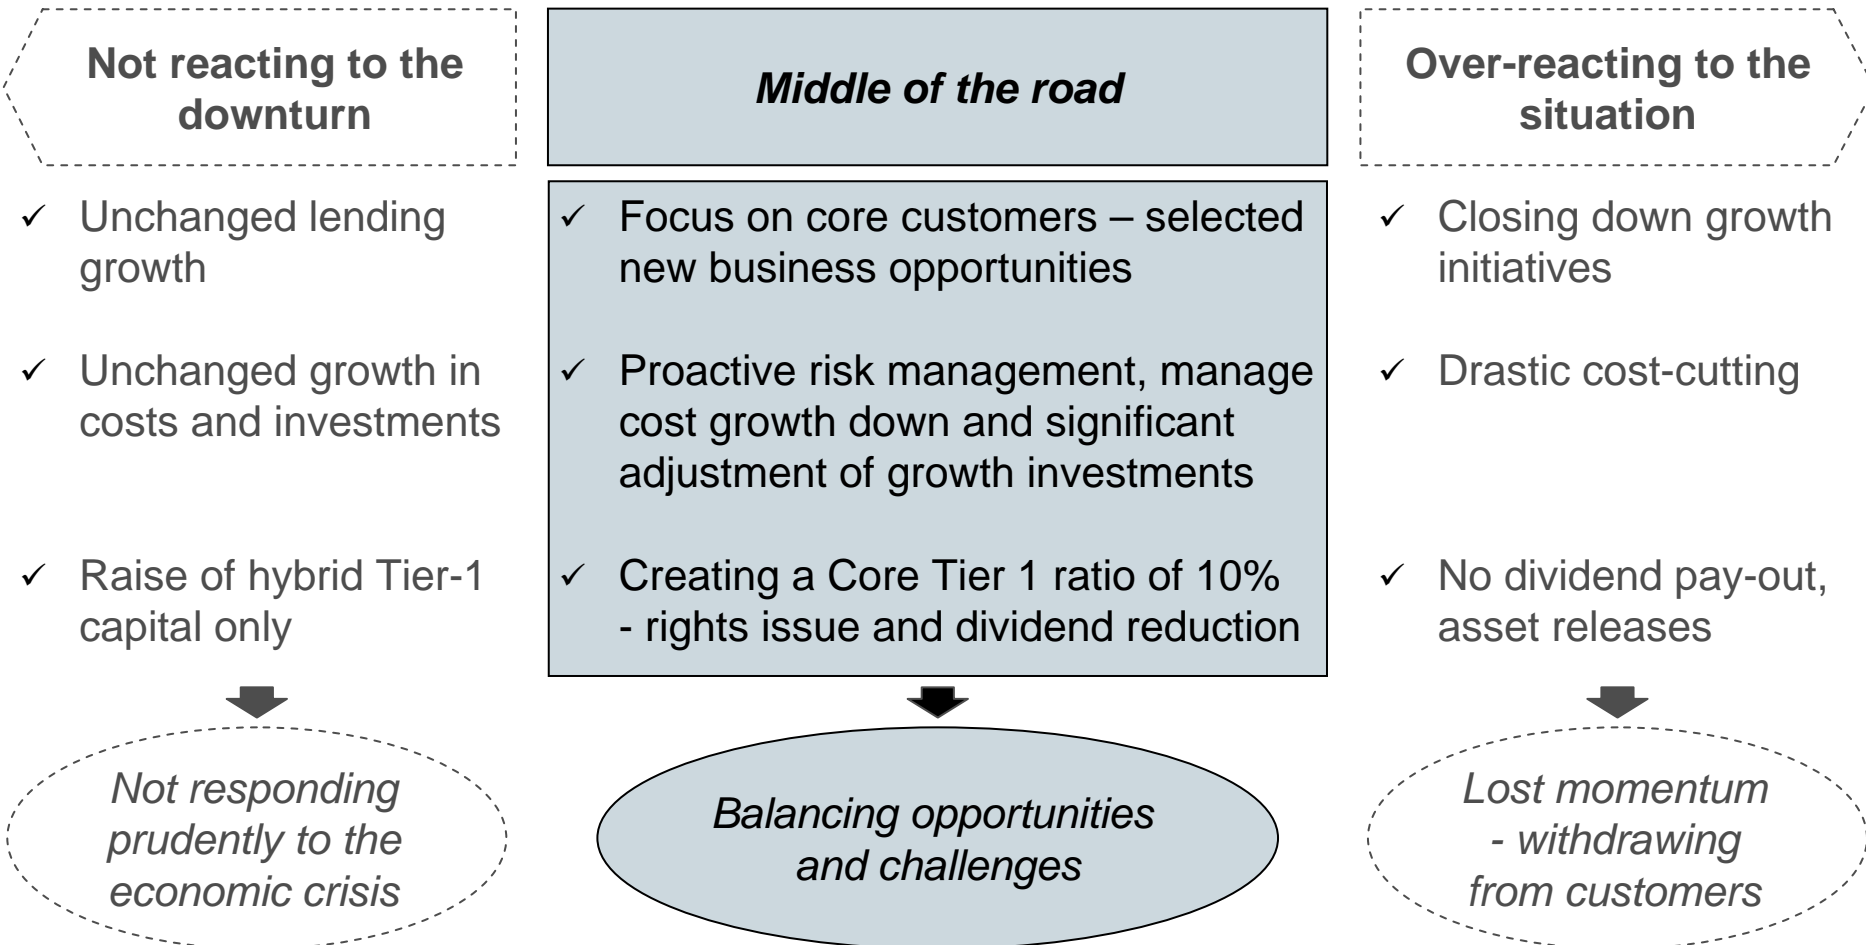 Not reacting to the
downturn
✓ Unchanged lending
growth
✓ Unchanged growth in
costs and investments
✓ Raise of hybrid Tier-1
capital only
Not responding
prudently to the
economic crisis
Middle of the road
✓ Focus on core customers – selected
new business opportunities
✓ Proactive risk management, manage
cost growth down and significant
adjustment of growth investments
✓ Creating a Core Tier 1 ratio of 10%
- rights issue and dividend reduction
Balancing opportunities
and challenges
Over-reacting to the
situation
✓ Closing down growth
initiatives
✓ Drastic cost-cutting
✓ No dividend pay-out,
asset releases
Lost momentum
- withdrawing
from customers